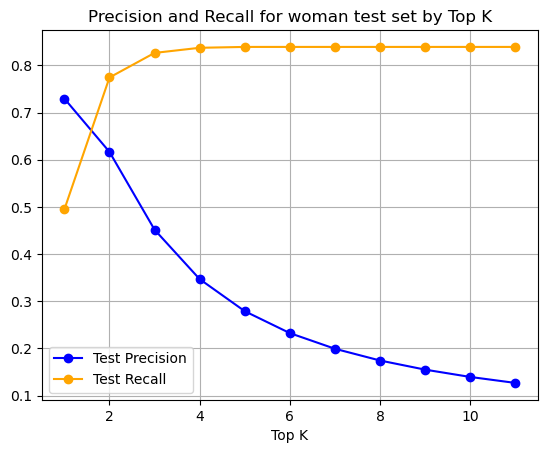 Precision and Recall for woman test set by Top K
0.8
0.7
0.6
0.5
0.4
0.3
0.2
0.1
Test Precision
Test Recall
2 4 6 8 10
Top K